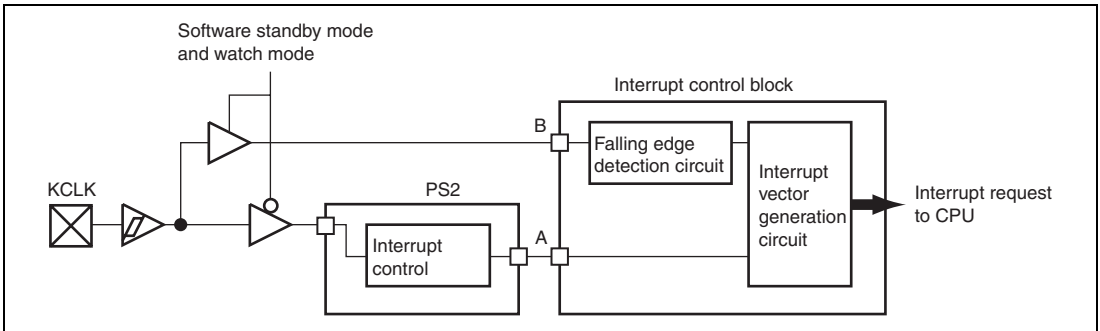 Software standby mode
and watch mode
Interrupt control block
B
Falling edge
detection circuit
KCLK
PS2
Interrupt
vector
generation
circuit
Interrupt request
to CPU
A
Interrupt
control